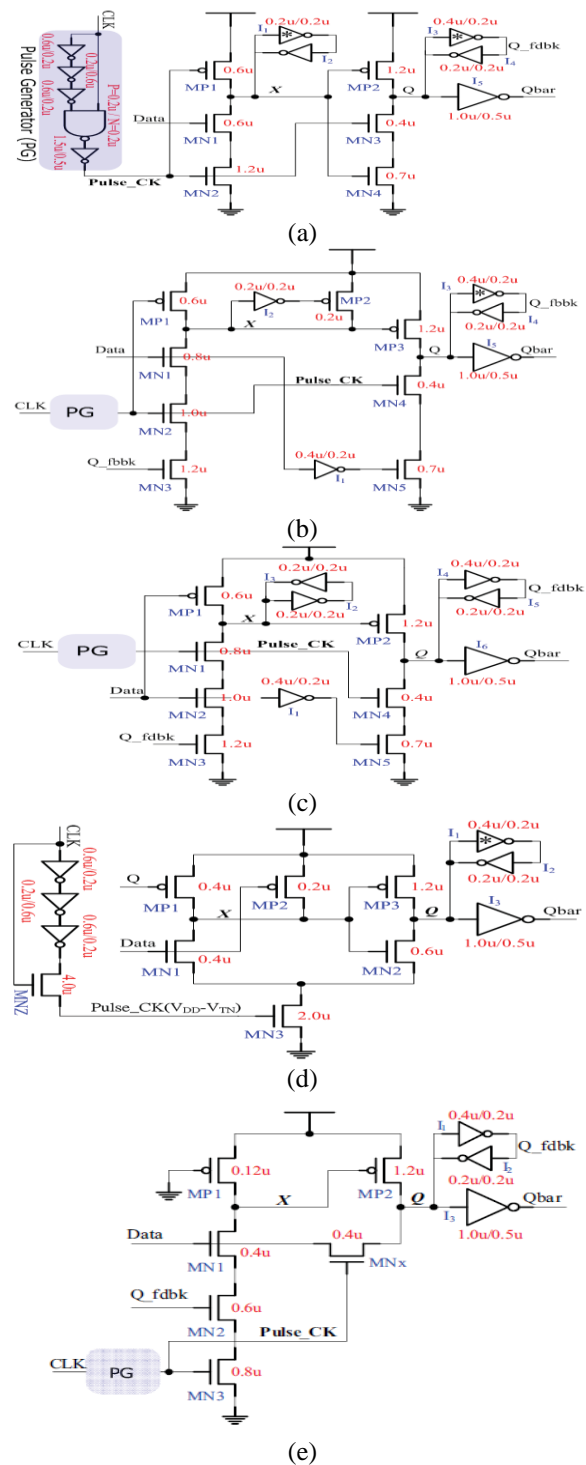 CLK
Pulse Generator (PG)
0.6u/0.2u
0.2u/0.6u
0.6u/0.2u
P=0.2u / N=0.2u
1.5u/0.5u
Pulse_CK
Data
MP1
0.6u
X
MN1
0.6u
MN2
1.2u
I1
0.2u/0.2u
*
I2
MP2
1.2u
Q
MN3
0.4u
MN4
0.7u
0.4u/0.2u
I3
*
Q_fdbk
I4
0.2u/0.2u
I5
Qbar
1.0u/0.5u
(a)
0.6u
MP1
0.2u/0.2u
I2
MP2
0.2u
X
1.2u
MP3
Q
Data
0.8u
MN1
Pulse_CK
0.4u
MN4
CLK
PG
1.0u
MN2
0.4u/0.2u
I1
Q_fbbk
1.2u
MN3
0.7u
MN5
0.4u/0.2u
I3
*
Q_fbbk
I4
0.2u/0.2u
I5
Qbar
1.0u/0.5u
(b)
0.6u
MP1
0.2u/0.2u
I3
I2
0.2u/0.2u
X
1.2u
MP2
CLK
PG
MN1
0.8u
Pulse_CK
Q
Data
MN2
1.0u
0.4u/0.2u
I1
MN4
0.4u
Q_fdbk
MN3
1.2u
MN5
0.7u
0.4u/0.2u
I4
Q_fdbk
I5
0.2u/0.2u
I6
Qbar
1.0u/0.5u
(c)
CLK
0.6u/0.2u
0.2u/0.6u
0.6u/0.2u
MNZ
4.0u
Pulse_CK(VDD-VTN)
Q
MP1
0.4u
X
MP2
0.2u
MP3
1.2u
Q
Data
MN1
0.4u
MN2
0.6u
MN3
2.0u
0.4u/0.2u
I1
*
I2
0.2u/0.2u
I3
Qbar
1.0u/0.5u
(d)
MP1
0.12u
X
MP2
1.2u
Q
Data
MN1
0.4u
0.4u
MNx
Q_fdbk
MN2
0.6u
Pulse_CK
CLK
PG
MN3
0.8u
0.4u/0.2u
I1
Q_fdbk
I2
0.2u/0.2u
I3
Qbar
1.0u/0.5u
(e)